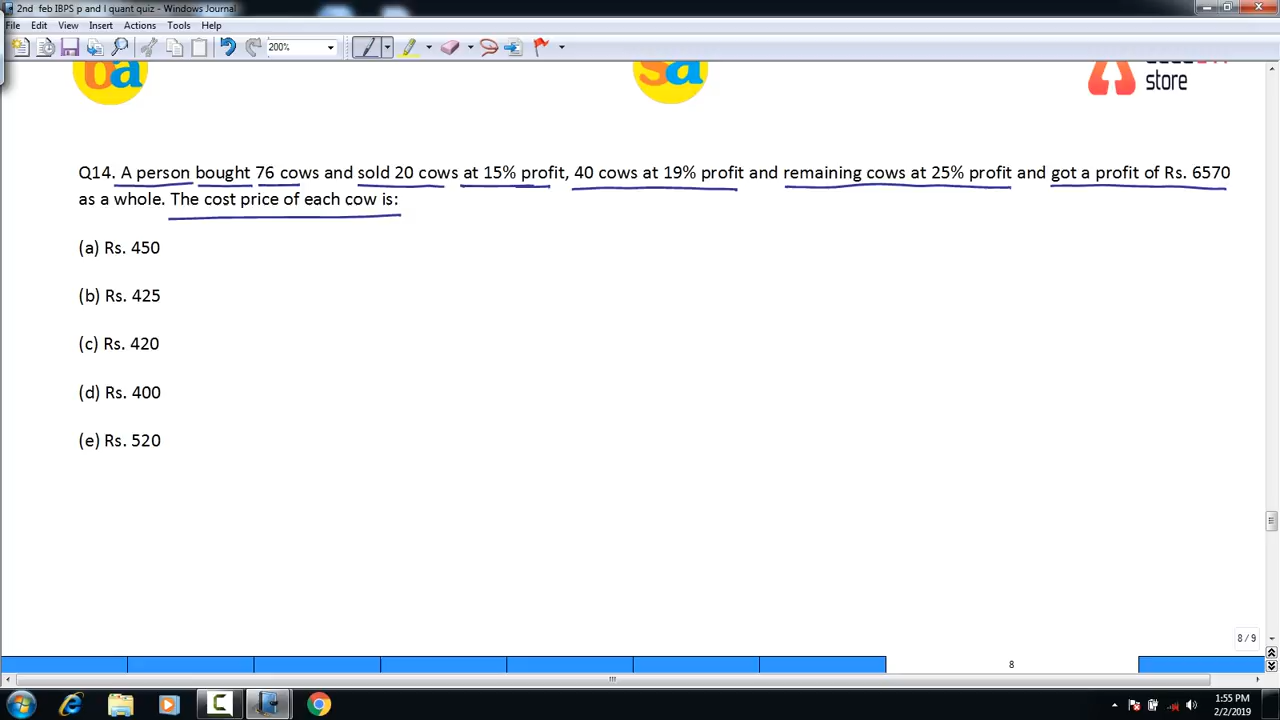 2nd feb IBPS p and I quant quiz - Windows Journal
File Edit View Insert Actions Tools Help
200%
ba
sa
store
Q14. A person bought 76 cows and sold 20 cows at 15% profit, 40 cows at 19% profit and remaining cows at 25% profit and got a profit of Rs. 6570
as a whole. The cost price of each cow is:
(a) Rs. 450
(b) Rs. 425
(c) Rs. 420
(d) Rs. 400
(e) Rs. 520
8 / 9
8
1:55 PM
2/2/2019